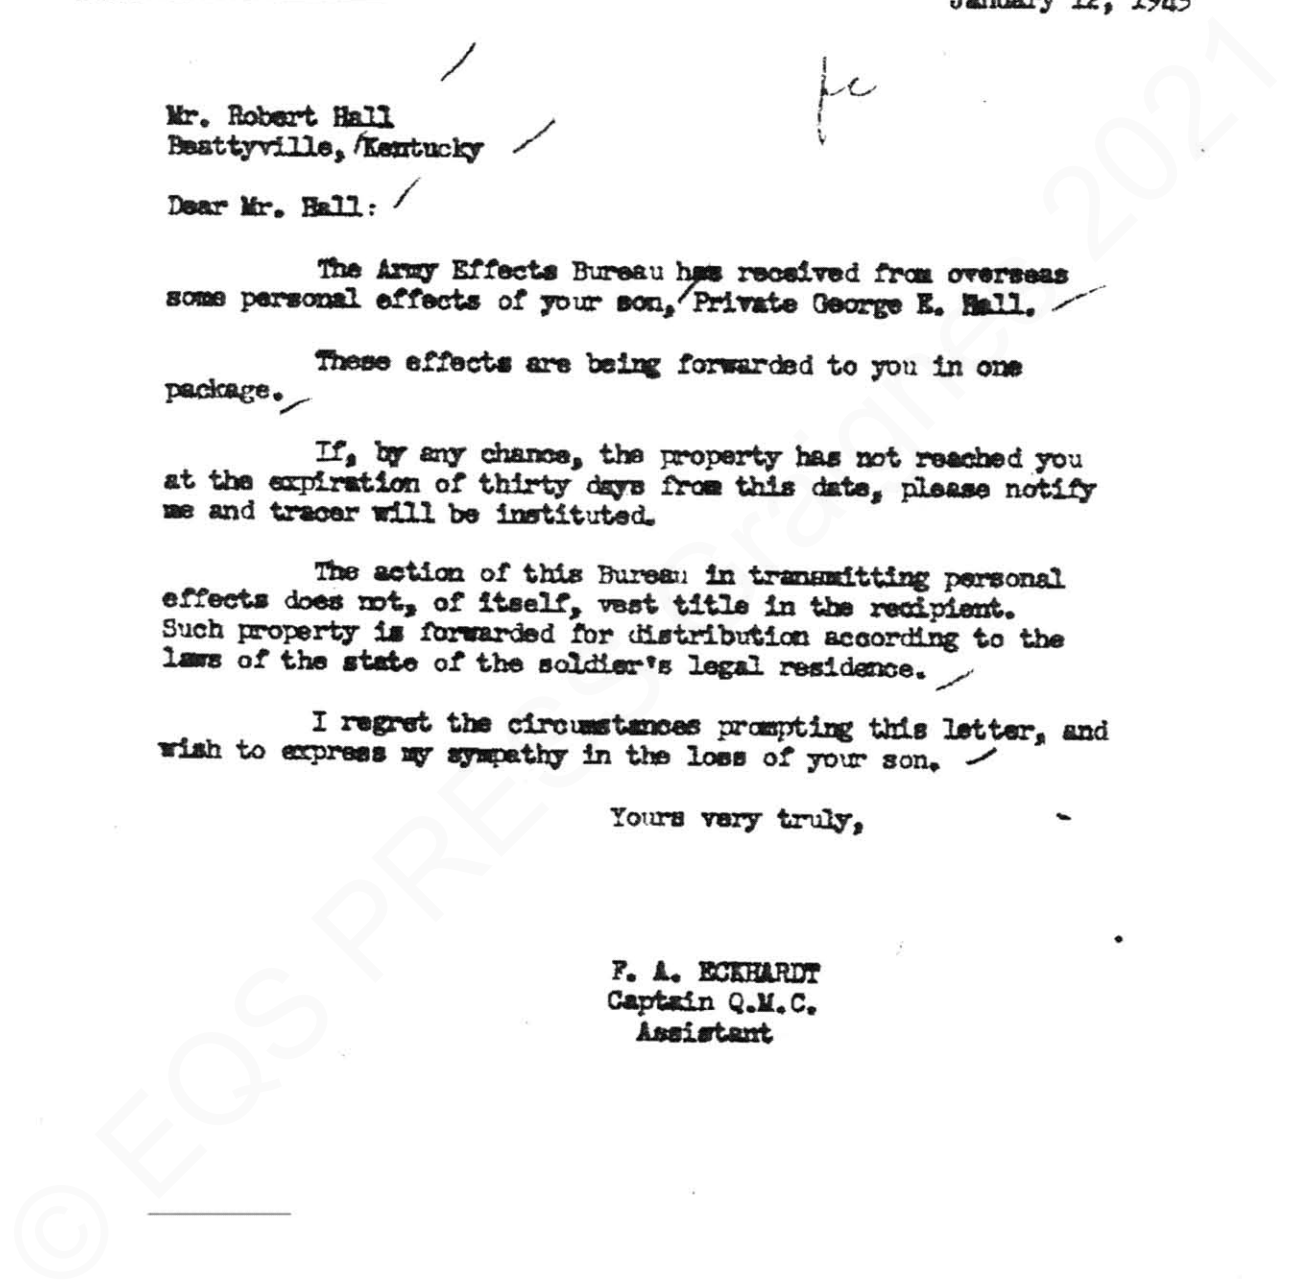 January 12, 1945
Mr. Robert Hall
Beattyville, Kentucky
Dear Mr. Hall:
The Army Effects Bureau has received from overseas
some personal effects of your son, Private George E. Hall.
These effects are being forwarded to you in one
package.
If, by any chance, the property has not reached you
at the expiration of thirty days from this date, please notify
me and tracer will be instituted.
The action of this Bureau in transmitting personal
effects does not, of itself, vest title in the recipient.
Such property is forwarded for distribution according to the
laws of the state of the soldier's legal residence.
I regret the circumstances prompting this letter, and
wish to express my sympathy in the loss of your son.
Yours very truly,
F. A. ECKHARDT
Captain Q.M.C.
Assistant
© EQS PRESS 2021